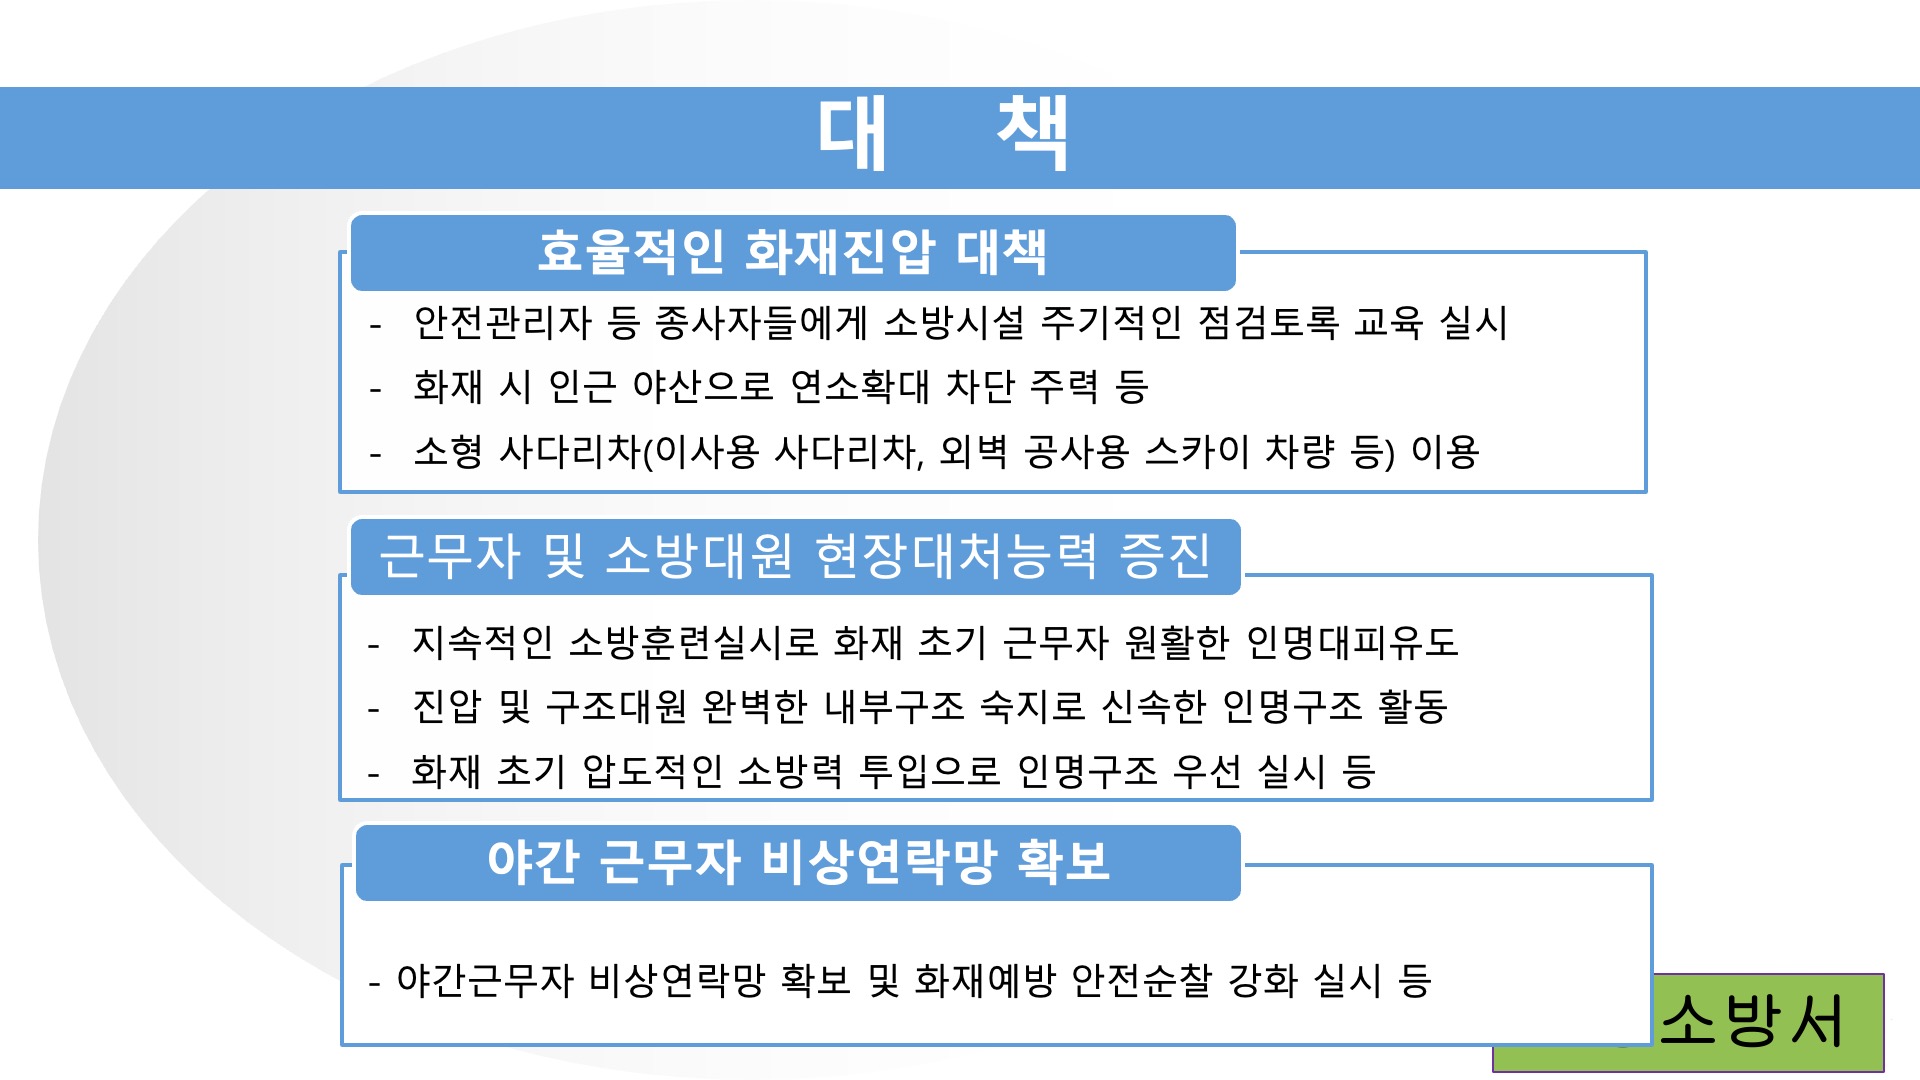 대 책
효율적인 화재진압 대책
- 안전관리자 등 종사자들에게 소방시설 주기적인 점검토록 교육 실시
- 화재 시 인근 야산으로 연소확대 차단 주력 등
- 소형 사다리차(이사용 사다리차, 외벽 공사용 스카이 차량 등) 이용
근무자 및 소방대원 현장대처능력 증진
- 지속적인 소방훈련실시로 화재 초기 근무자 원활한 인명대피유도
- 진압 및 구조대원 완벽한 내부구조 숙지로 신속한 인명구조 활동
- 화재 초기 압도적인 소방력 투입으로 인명구조 우선 실시 등
야간 근무자 비상연락망 확보
- 야간근무자 비상연락망 확보 및 화재예방 안전순찰 강화 실시 등
소방서